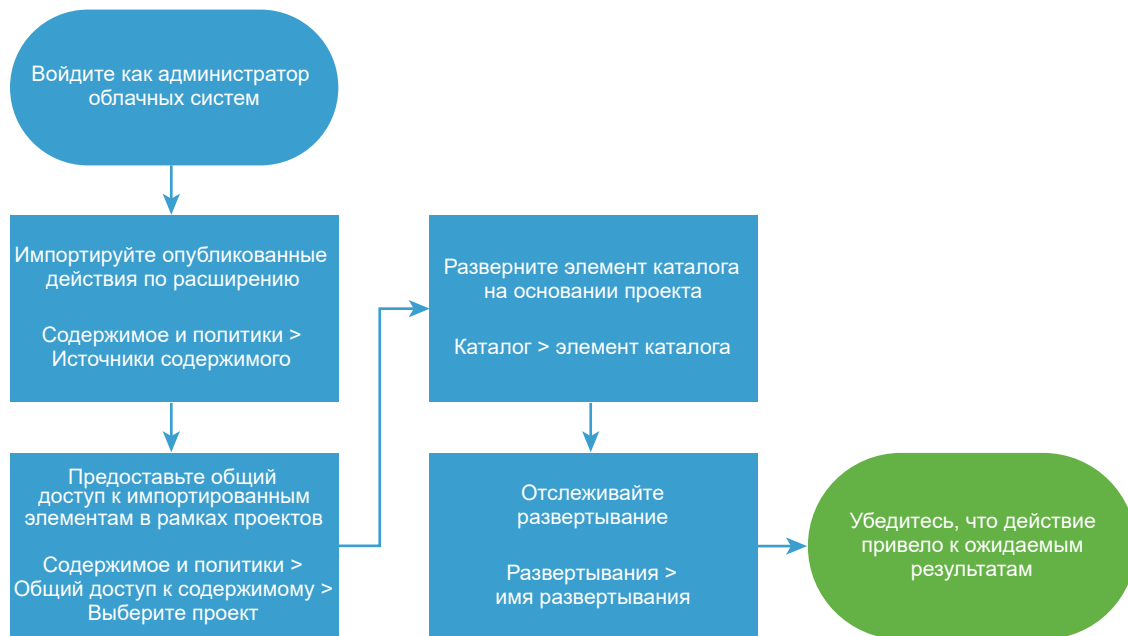 Войдите как администратор
облачных систем
Импортируйте опубликованные
действия по расширению
Содержимое и политики >
Источники содержимого
Предоставьте общий
доступ к импортированным
элементам в рамках проектов
Содержимое и политики >
Общий доступ к содержимому >
Выберите проект
Разверните элемент каталога
на основании проекта
Каталог > элемент каталога
Отслеживайте
развертывание
Развертывания >
имя развертывания
Убедитесь, что действие
привело к ожидаемым
результатам